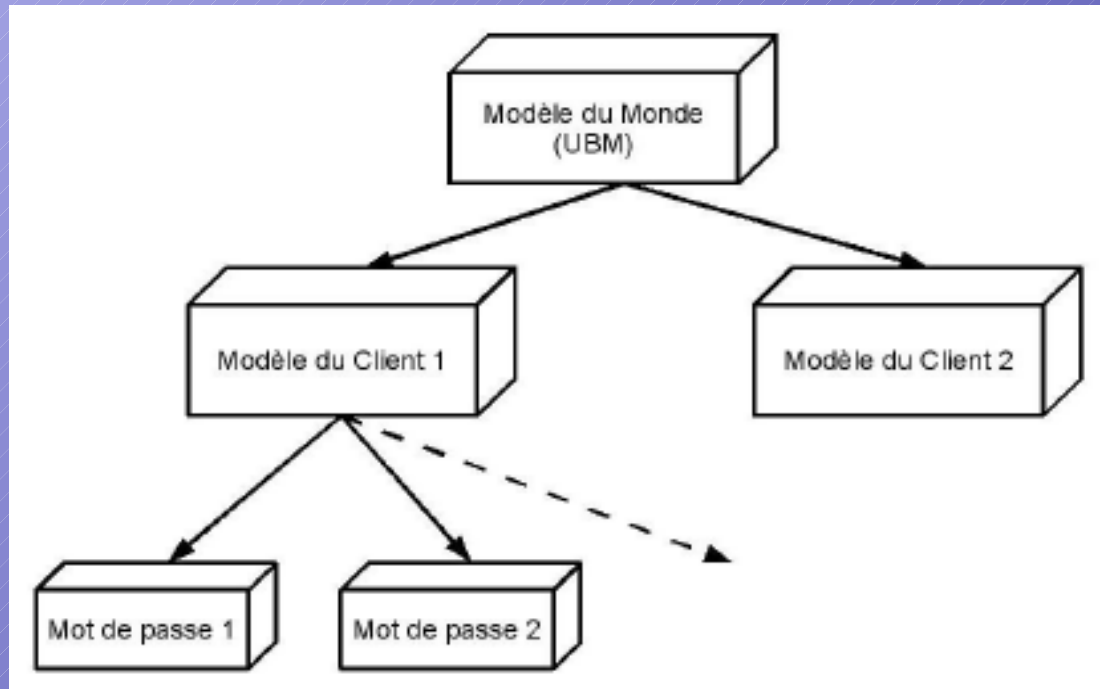 Modèle du Monde
(UBM)
Modèle du Client 1
Modèle du Client 2
Mot de passe 1
Mot de passe 2